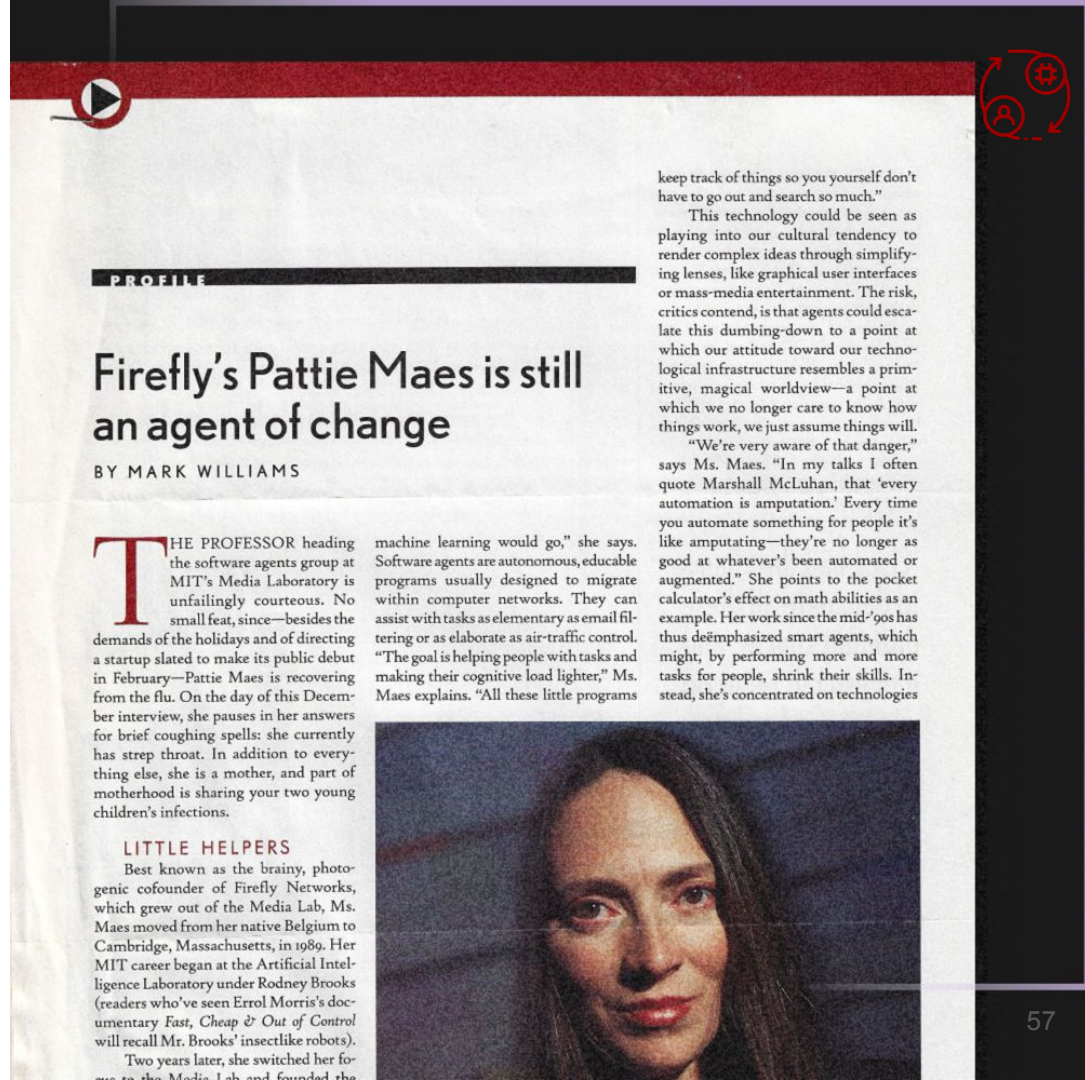 PROFILE
Firefly's Pattie Maes is still
an agent of change
BY MARK WILLIAMS
THE PROFESSOR heading
the software agents group at
MIT's Media Laboratory is
unfailingly courteous. No
small feat, since—besides the
demands of the holidays and of directing
a startup slated to make its public debut
in February—Pattie Maes is recovering
from the flu. On the day of this Decem-
ber interview, she pauses in her answers
for brief coughing spells: she currently
has strep throat. In addition to every-
thing else, she is a mother, and part of
motherhood is sharing your two young
children's infections.
LITTLE HELPERS
Best known as the brainy, photo-
genic cofounder of Firefly Networks,
which grew out of the Media Lab, Ms.
Maes moved from her native Belgium to
Cambridge, Massachusetts, in 1989. Her
MIT career began at the Artificial Intel-
ligence Laboratory under Rodney Brooks
(readers who've seen Errol Morris's doc-
umentary Fast, Cheap & Out of Control
will recall Mr. Brooks' insectlike robots).
Two years later, she switched her fo-
cus to the Media Lab and founded the
machine learning would go,” she says.
Software agents are autonomous, educable
programs usually designed to migrate
within computer networks. They can
assist with tasks as elementary as email fil-
tering or as elaborate as air-traffic control.
“The goal is helping people with tasks and
making their cognitive load lighter,” Ms.
Maes explains. “All these little programs
keep track of things so you yourself don't
have to go out and search so much.”
This technology could be seen as
playing into our cultural tendency to
render complex ideas through simplify-
ing lenses, like graphical user interfaces
or mass-media entertainment. The risk,
critics contend, is that agents could esca-
late this dumbing-down to a point at
which our attitude toward our techno-
logical infrastructure resembles a prim-
itive, magical worldview—a point at
which we no longer care to know how
things work, we just assume things will.
“We're very aware of that danger,”
says Ms. Maes. “In my talks I often
quote Marshall McLuhan, that ‘every
automation is amputation.’ Every time
you automate something for people it's
like amputating—they're no longer as
good at whatever's been automated or
augmented.” She points to the pocket
calculator's effect on math abilities as an
example. Her work since the mid-’90s has
thus deëmphasized smart agents, which
might, by performing more and more
tasks for people, shrink their skills. In-
stead, she's concentrated on technologies
57